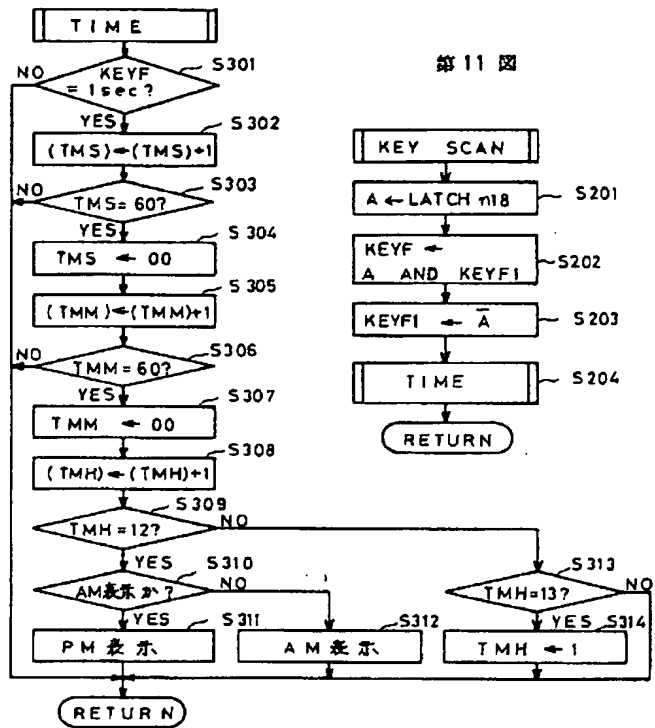 TIME
S301
KEYF
= 1sec?
NO
YES
S302
(TMS)←(TMS)+1
S303
NO
TMS=60?
YES
S304
TMS ← 00
S305
(TMM)←(TMM)+1
S306
NO
TMM=60?
YES
S307
TMM ← 00
S308
(TMH)←(TMH)+1
S309
TMH=12?
NO
YES
S310
AM表示か?
NO
YES
S311
PM表示
S312
AM表示
S313
TMH=13?
NO
YES
S314
TMH ← 1
RETURN
第11図
KEY SCAN
A ← LATCH n18
S201
KEYF ←
A AND KEYF1
S202
KEYF1 ← A̅
S203
TIME
S204
RETURN